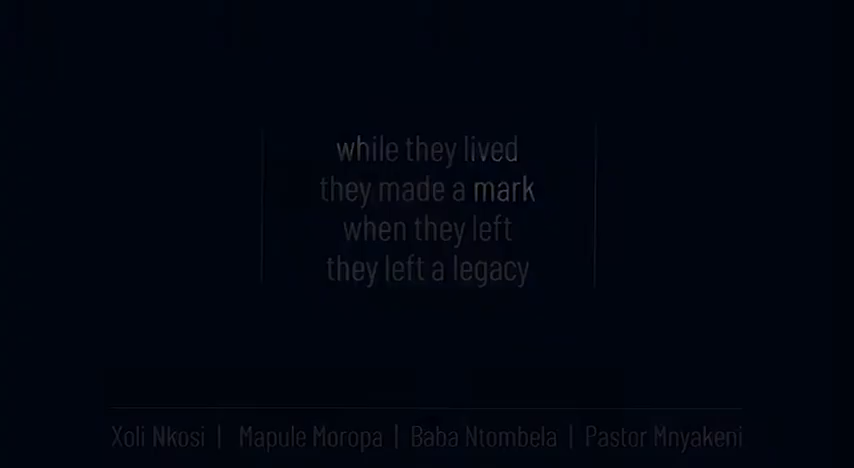 while they lived
they made a mark
when they left
they left a legacy
Xoli Nkosi | Mapule Moropa | Baba Ntombela | Pastor Mnyakeni